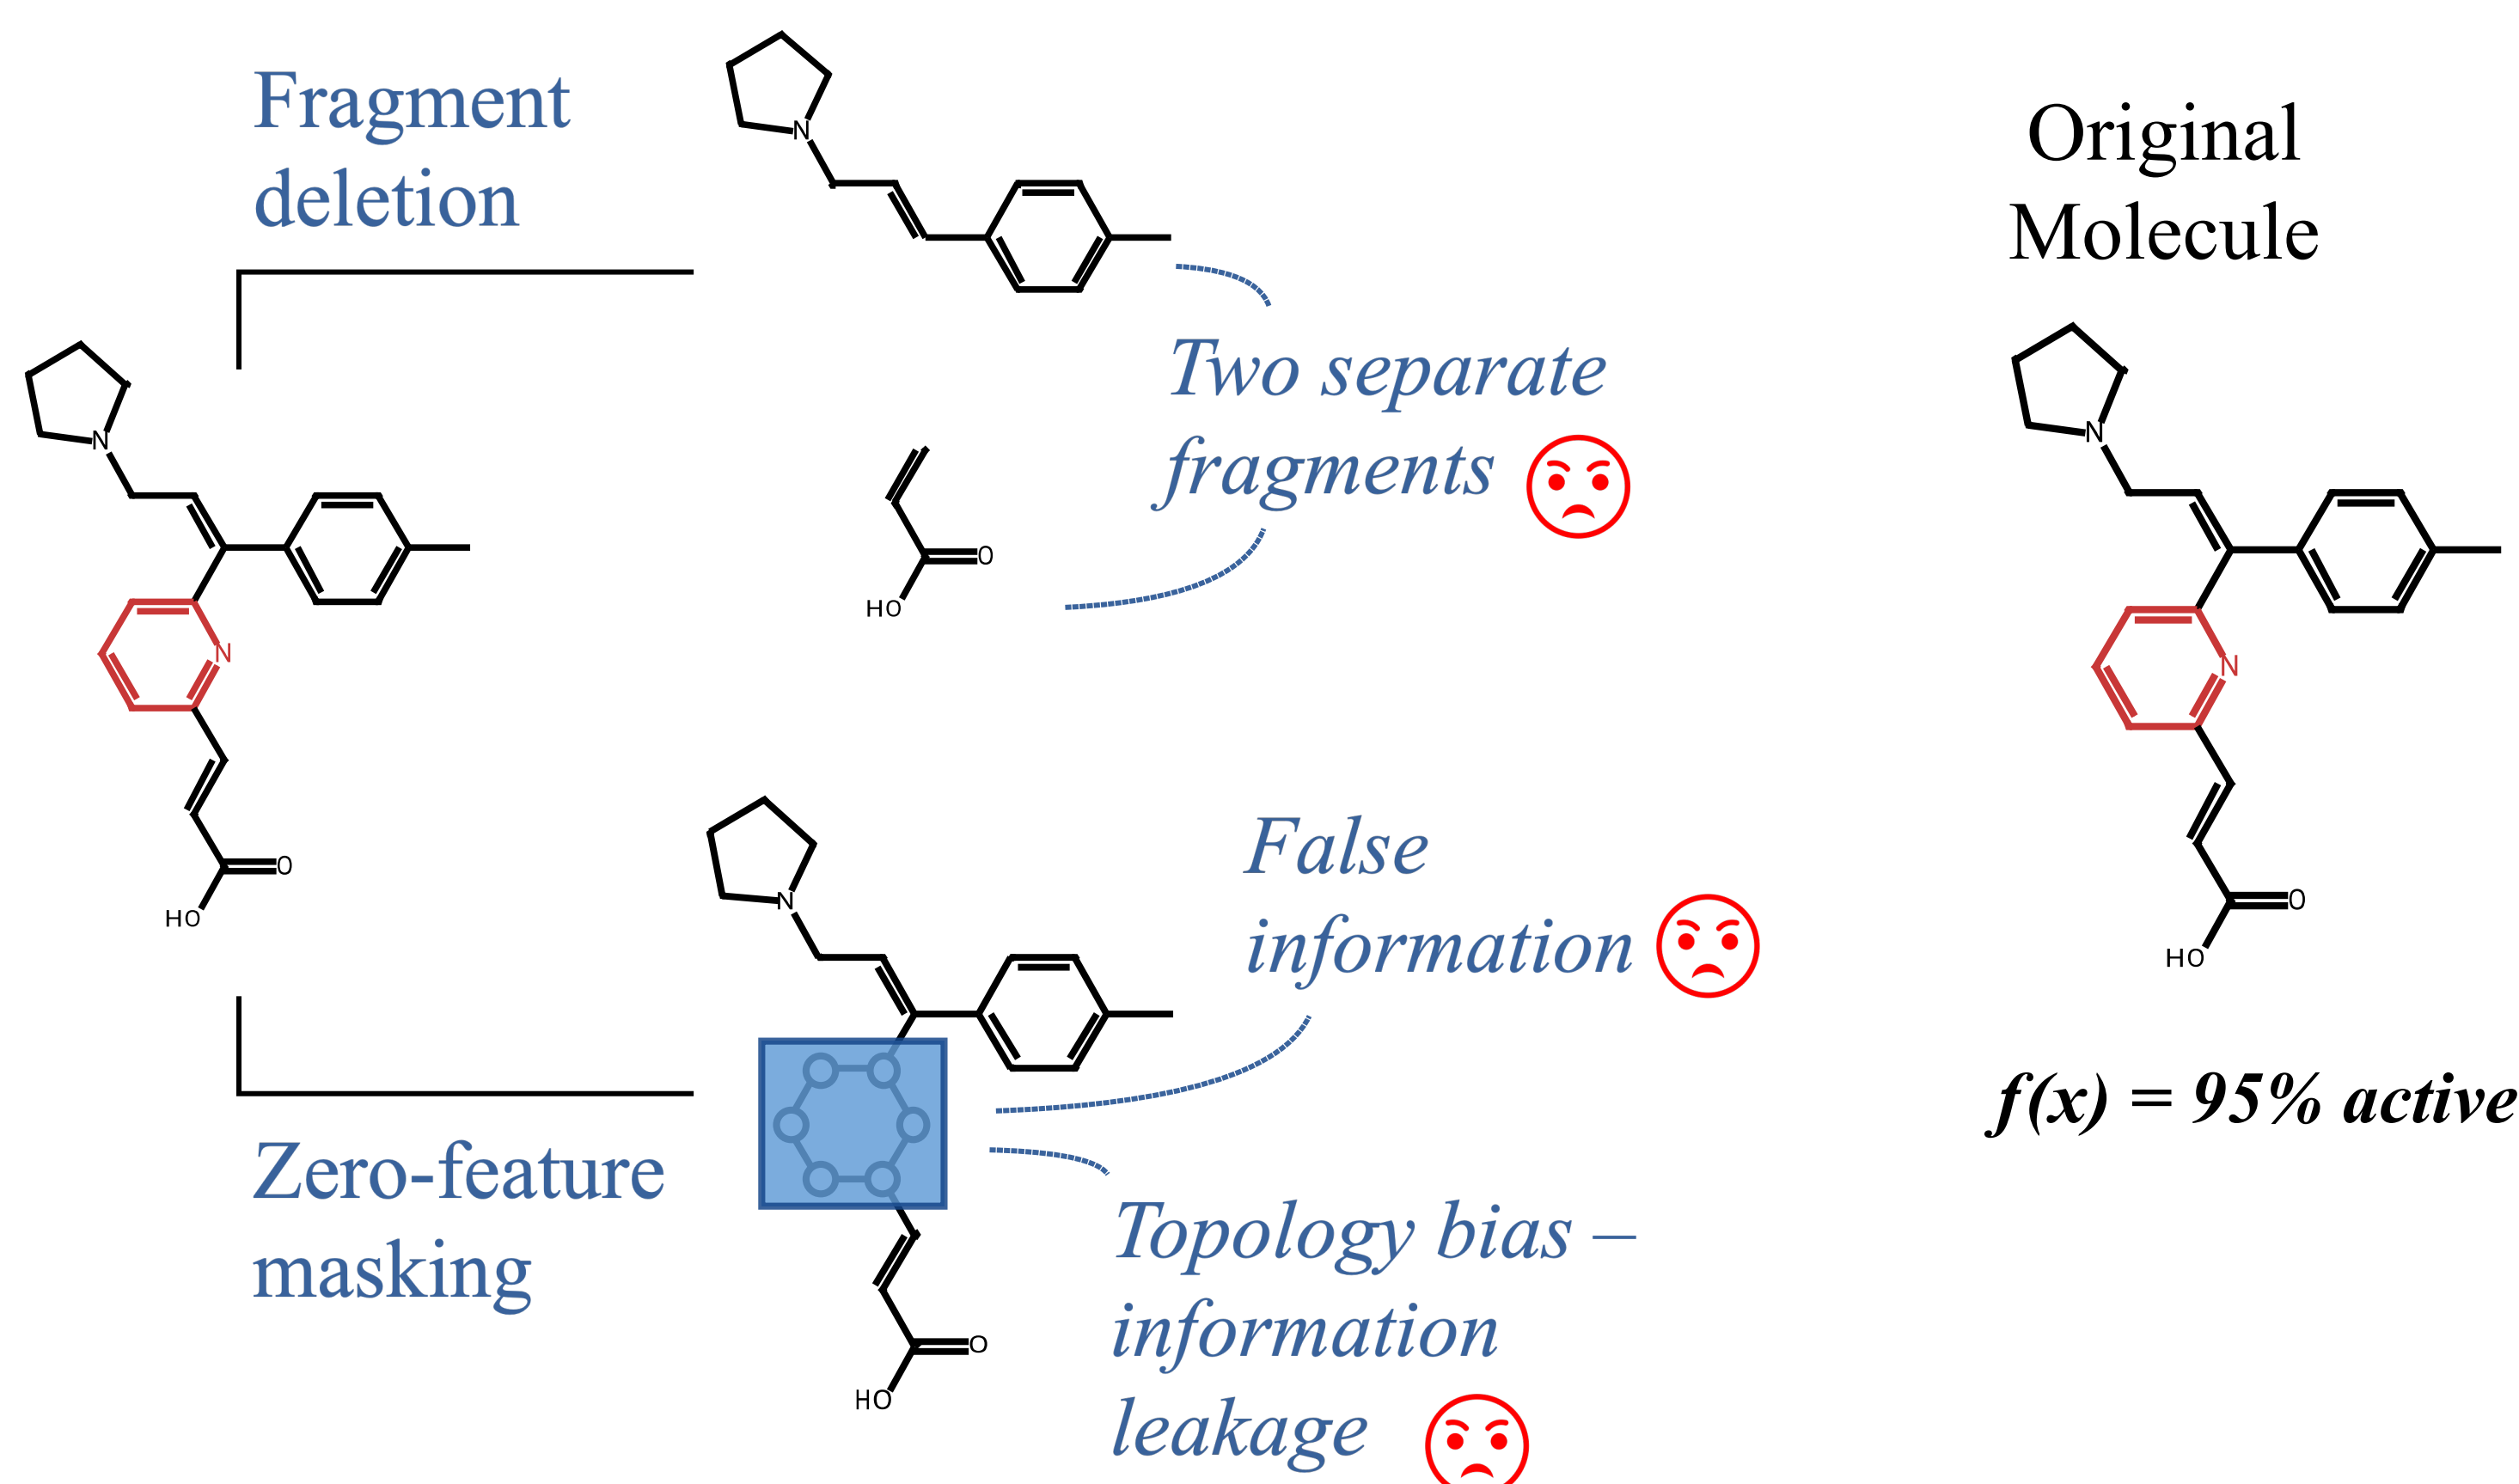 Fragment
deletion
N
Two separate
fragments
O
HO
N
N
O
HO
Zero-feature
masking
N
O
HO
False
information
Topology bias –
information
leakage
Original
Molecule
N
N
O
HO
f(x) = 95% active